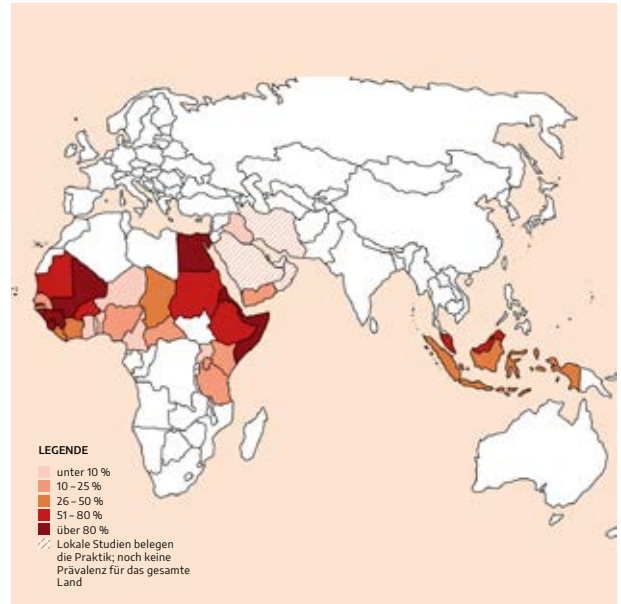 LEGENDE
unter 10 %
10 – 25 %
26 – 50 %
51 – 80 %
über 80 %
Lokale Studien belegen
die Praktik; noch keine
Prävalenz für das gesamte
Land